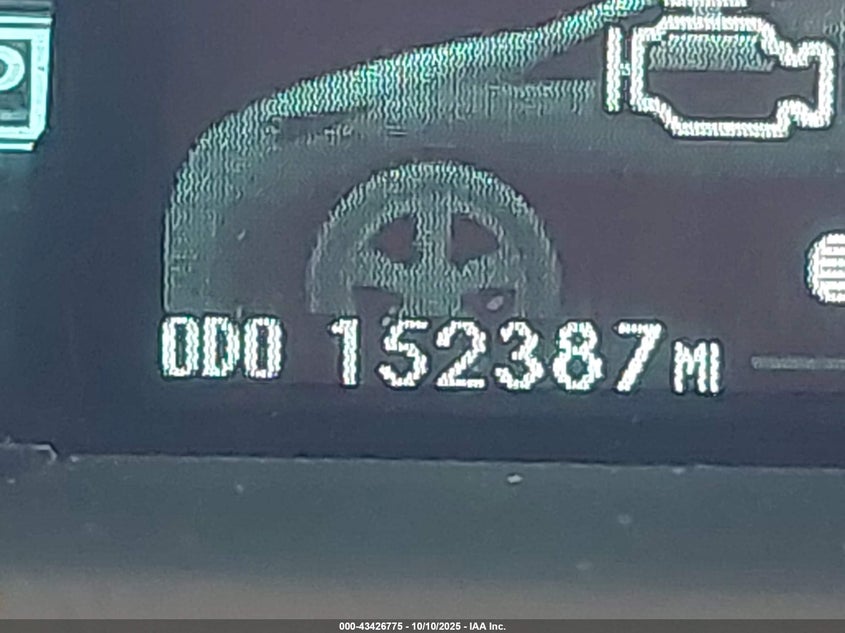 ODO 152387 MI
000-43426775 - 10/10/2025 - IAA Inc.